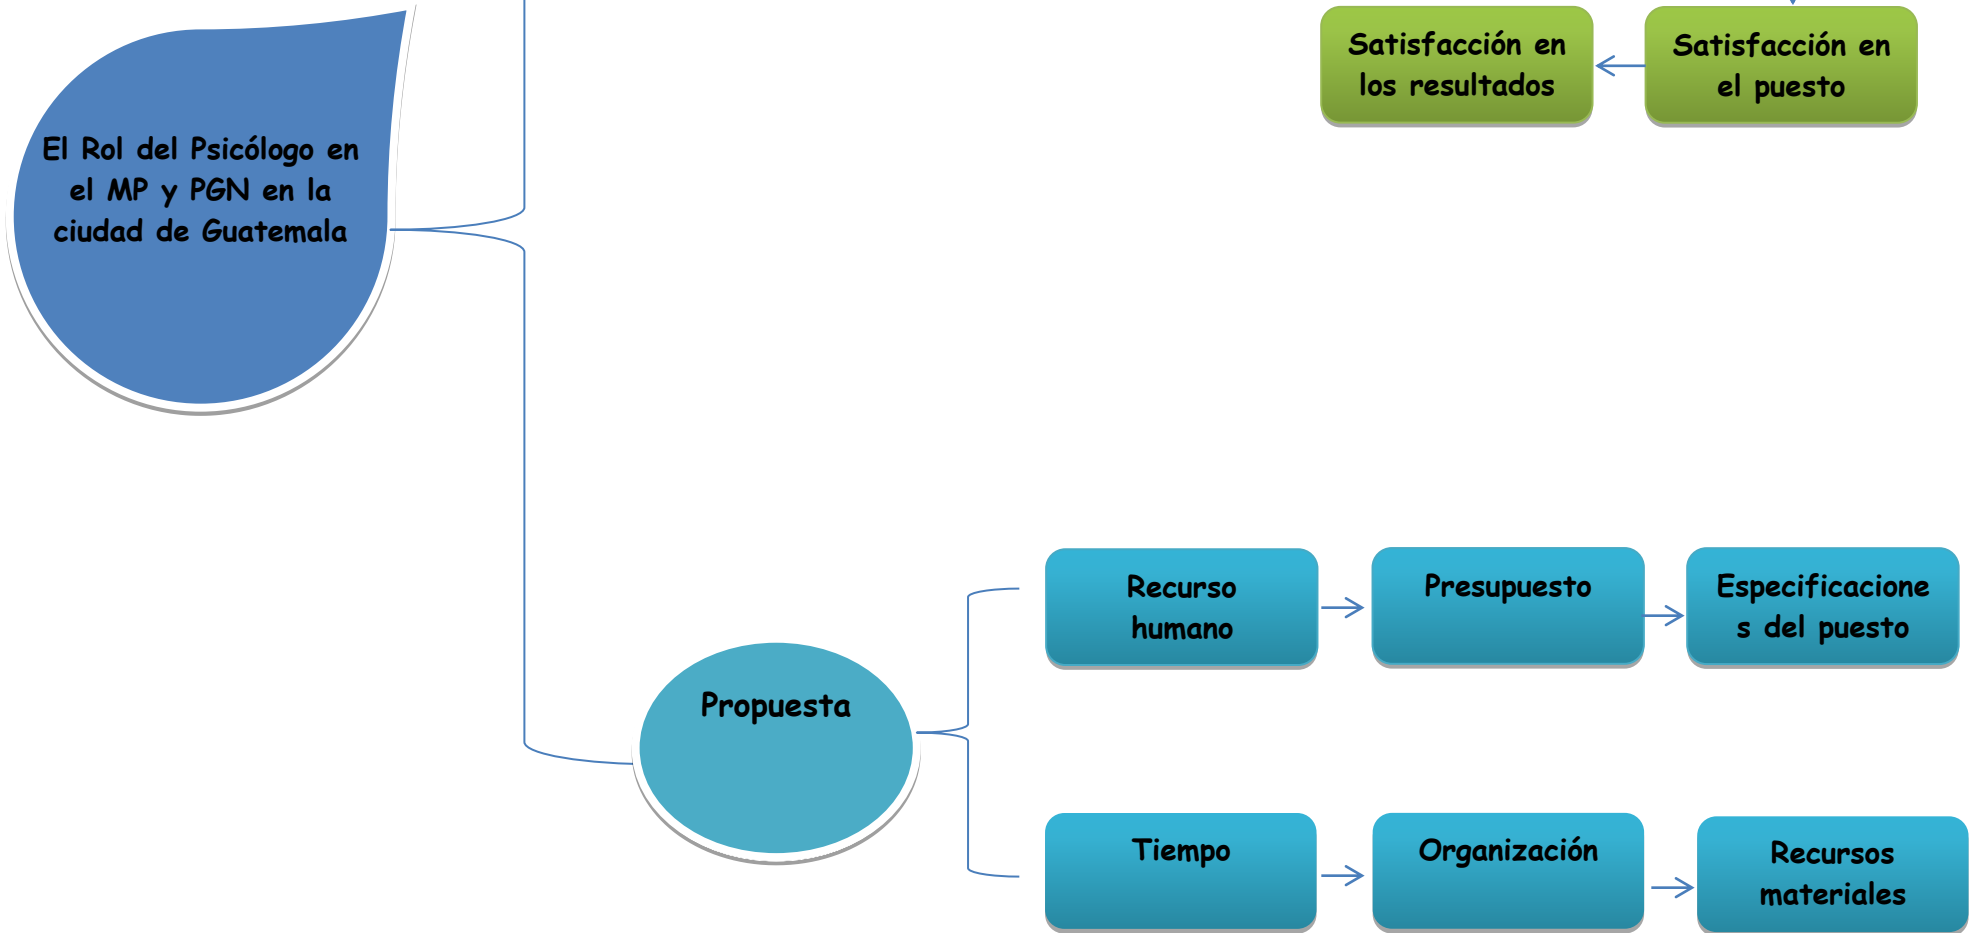 Satisfacción en
los resultados
Satisfacción en
el puesto
El Rol del Psicólogo en
el MP y PGN en la
ciudad de Guatemala
Recurso
humano
Presupuesto
Especificacione
s del puesto
Propuesta
Tiempo
Organización
Recursos
materiales